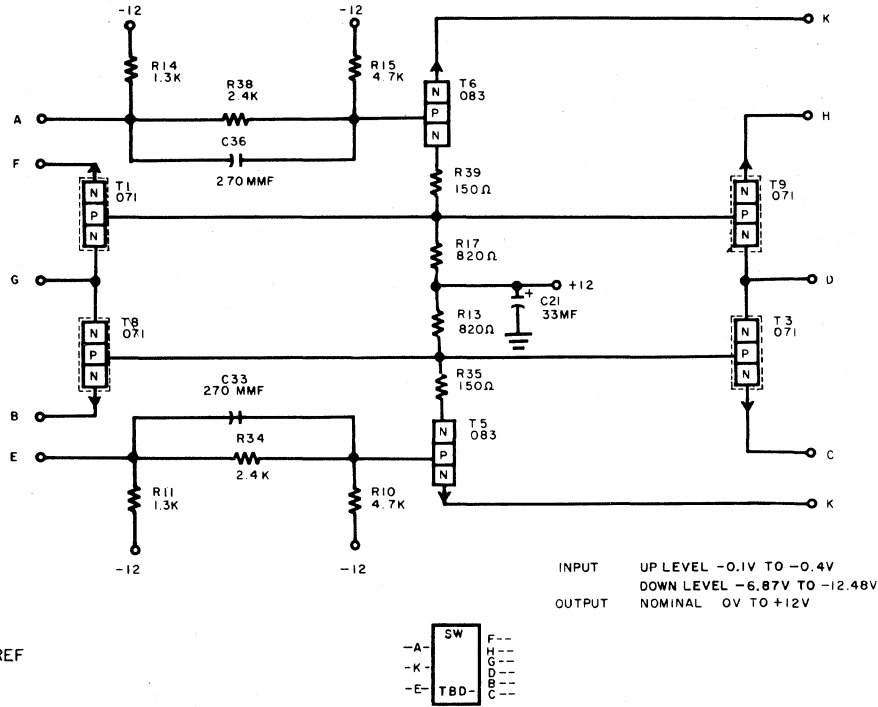 -12
-12
K
R14
1.3K
R15
4.7K
R38
2.4K
T6
083
N
P
N
A
H
C36
270 MMF
F
T1
071
N
P
N
R39
150Ω
T9
071
N
P
N
R17
820Ω
G
+12
D
+
C21
33MF
R13
820Ω
T8
071
N
P
N
T3
071
N
P
N
R35
150Ω
C33
270 MMF
B
T5
083
N
P
N
R34
2.4K
E
C
R11
1.3K
R10
4.7K
K
-12
-12
INPUT UP LEVEL -0.1V TO -0.4V
DOWN LEVEL -6.87V TO -12.48V
OUTPUT NOMINAL 0V TO +12V
REF
SW
-A-
-K-
-E-
TBD-
F--
H--
G--
D--
B--
C--